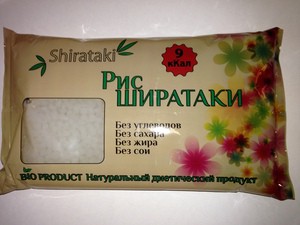 Shirataki
9
кКал
Рис
ШИРАТАКИ
Без углеводов
Без сахара
Без жира
Без сои
BIO PRODUCT Натуральный диетический продукт